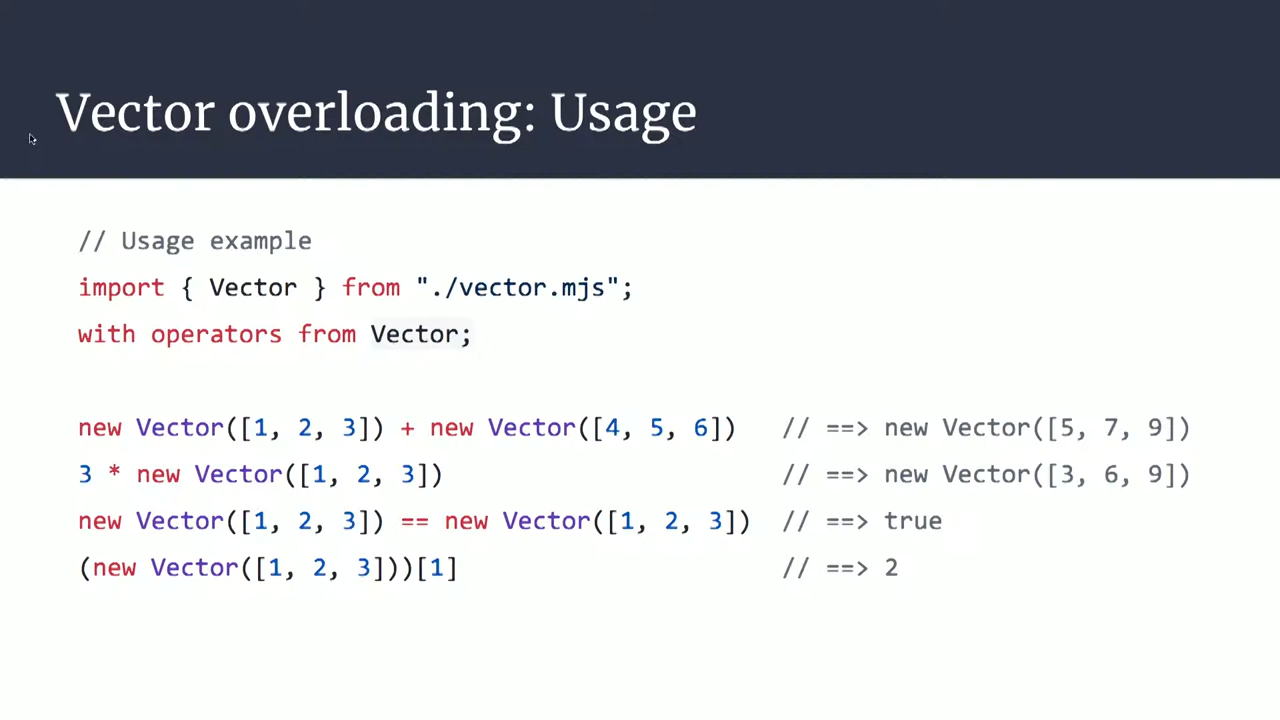 Vector overloading: Usage
// Usage example
import { Vector } from "./vector.mjs";
with operators from Vector;
new Vector([1, 2, 3]) + new Vector([4, 5, 6]) // ==> new Vector([5, 7, 9])
3 * new Vector([1, 2, 3]) // ==> new Vector([3, 6, 9])
new Vector([1, 2, 3]) == new Vector([1, 2, 3]) // ==> true
(new Vector([1, 2, 3]))[1] // ==> 2